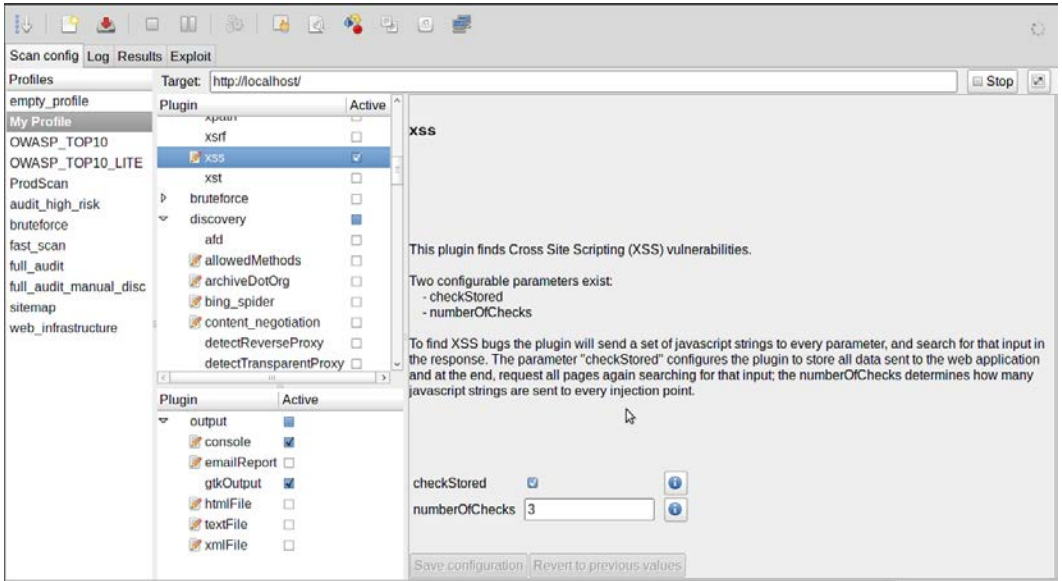 Scan config Log Results Exploit
Profiles
empty_profile
My Profile
OWASP_TOP10
OWASP_TOP10_LITE
ProdScan
audit_high_risk
bruteforce
fast_scan
full_audit
full_audit_manual_disc
sitemap
web_infrastructure
Target: http://localhost/
Stop
Plugin Active
xpath
xsrf
xss
xst
bruteforce
discovery
afd
allowedMethods
archiveDotOrg
bing_spider
content_negotiation
detectReverseProxy
detectTransparentProxy
Plugin Active
output
console
emailReport
gtkOutput
htmlFile
textFile
xmlFile
xss
This plugin finds Cross Site Scripting (XSS) vulnerabilities.
Two configurable parameters exist:
- checkStored
- numberOfChecks
To find XSS bugs the plugin will send a set of javascript strings to every parameter, and search for that input in
the response. The parameter "checkStored" configures the plugin to store all data sent to the web application
and at the end, request all pages again searching for that input; the numberOfChecks determines how many
javascript strings are sent to every injection point.
checkStored
numberOfChecks 3
Save configuration Revert to previous values